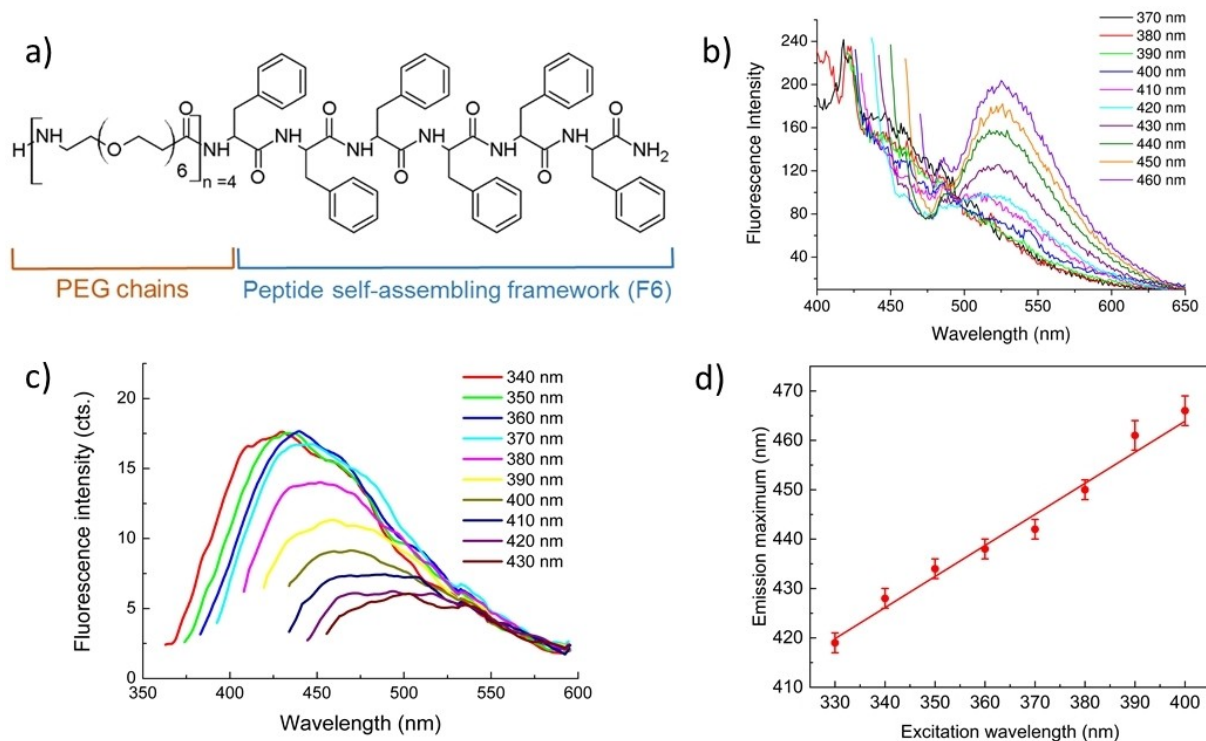 a)
O
O
O
O
NH
O
NH
NH
NH
H
O
NH
NH
NH
NH₂
6
n =4
O
O
O
PEG chains
Peptide self-assembling framework (F6)
b)
Fluorescence Intensity
240
200
160
120
80
40
400 450 500 550 600 650
Wavelength (nm)
370 nm
380 nm
390 nm
400 nm
410 nm
420 nm
430 nm
440 nm
450 nm
460 nm
c)
Fluorescence intensity (cts.)
20
15
10
5
0
350 400 450 500 550 600
Wavelength (nm)
340 nm
350 nm
360 nm
370 nm
380 nm
390 nm
400 nm
410 nm
420 nm
430 nm
d)
Emission maximum (nm)
470
460
450
440
430
420
410
330 340 350 360 370 380 390 400
Excitation wavelength (nm)